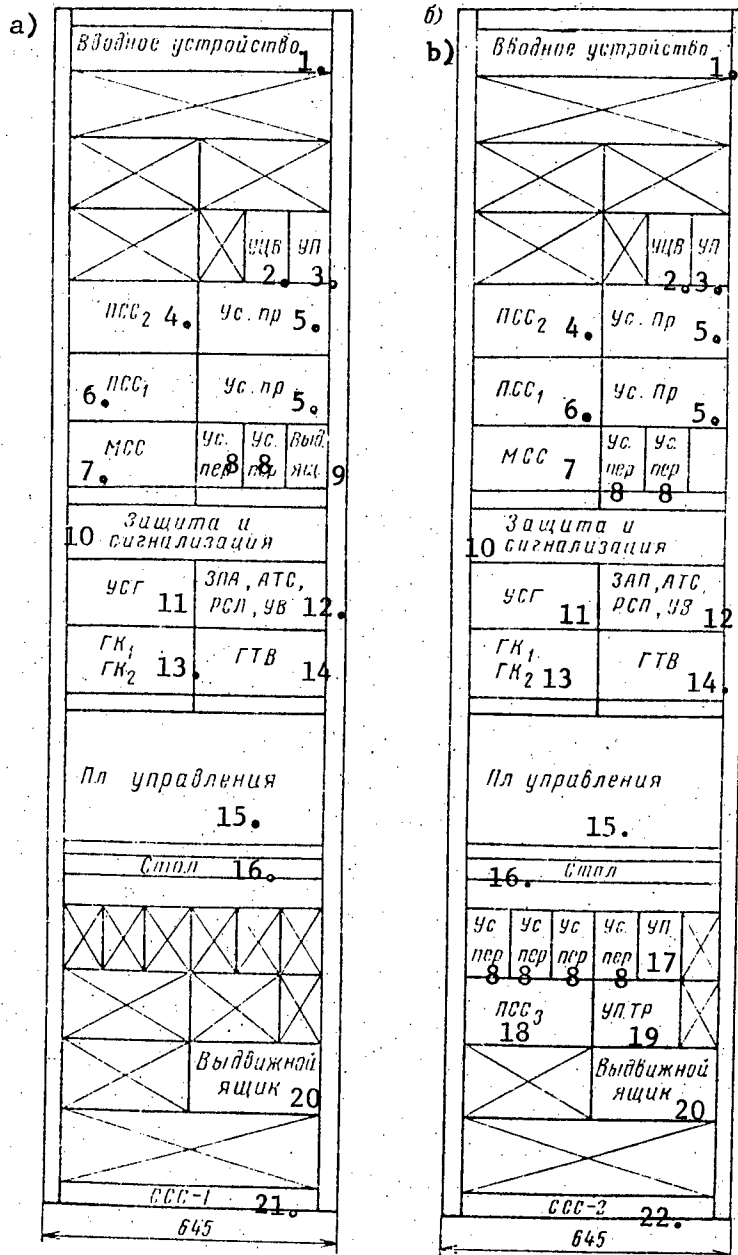 а)
Вводное устройство 1.
УЦВ УП
2. 3.
ПСС2 4. Ус. пр 5.
6. ПСС1 Ус. пр 5.
МСС Ус. Ус. Выд.
7. пер пер ящ. 9
8 8
Защита и
10 сигнализация
УСГ 11 ЗПА, АТС,
РСЛ, УВ 12.
ГК1
ГК2 13. ГТВ 14
Пл управления
15.
Стол 16.
Выдвижной
ящик 20
ССС-1 21.
645
б)
b)
Вводное устройство
1.
УЦВ УП
2. 3.
ПСС2 4. Ус. Пр 5.
ПСС1 6. Ус. Пр 5.
МСС 7 Ус. Ус.
пер пер
8 8
Защита и
10 сигнализация
УСГ 11 ЗАП, АТС,
РСП, УВ 12
ГК1
ГК2 13 ГТВ 14.
Пл управления
15.
16. Стол
Ус Ус Ус Ус. УП
пер пер пер пер 17
8 8 8 8
ПСС3 УП.ТР
18 19
Выдвижной
ящик 20
ССС-2 22.
645